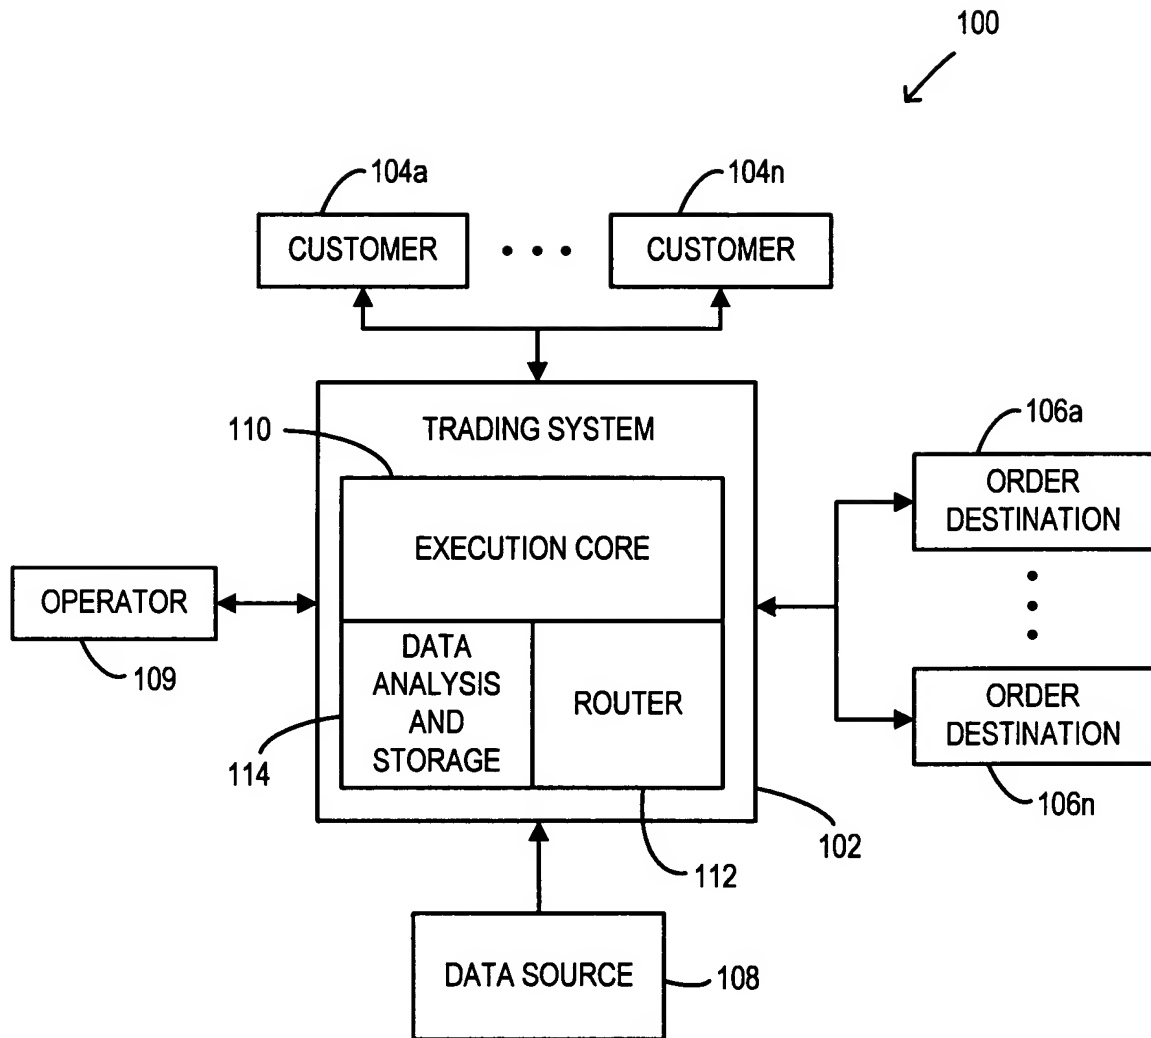 100
104a
104n
CUSTOMER
• • •
CUSTOMER
TRADING SYSTEM
110
106a
ORDER
DESTINATION
EXECUTION CORE
OPERATOR
109
DATA
ANALYSIS
AND
STORAGE
ROUTER
ORDER
DESTINATION
114
106n
102
112
DATA SOURCE
108